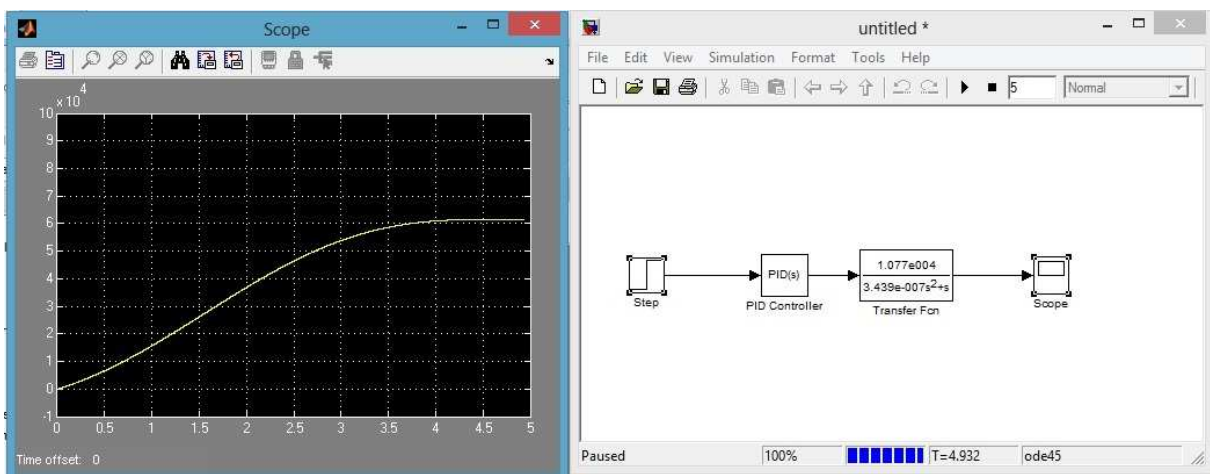 Scope
4
×10
10
9
8
7
6
5
4
3
2
1
0
-1
0 0.5 1 1.5 2 2.5 3 3.5 4 4.5 5
Time offset: 0
untitled *
File Edit View Simulation Format Tools Help
5 Normal
Step
PID(s)
PID Controller
1.077e004
3.439e-007s²+s
Transfer Fcn
Scope
Paused 100% T=4.932 ode45